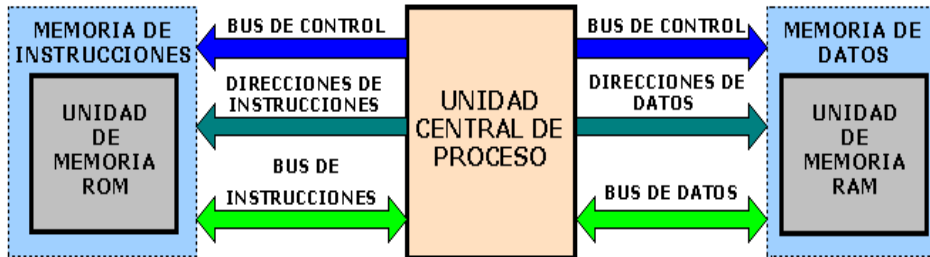 MEMORIA DE
INSTRUCCIONES
UNIDAD
DE
MEMORIA
ROM
BUS DE CONTROL
DIRECCIONES DE
INSTRUCCIONES
BUS DE
INSTRUCCIONES
UNIDAD
CENTRAL DE
PROCESO
BUS DE CONTROL
DIRECCIONES
DE DATOS
BUS DE DATOS
MEMORIA DE
DATOS
UNIDAD
DE
MEMORIA
RAM